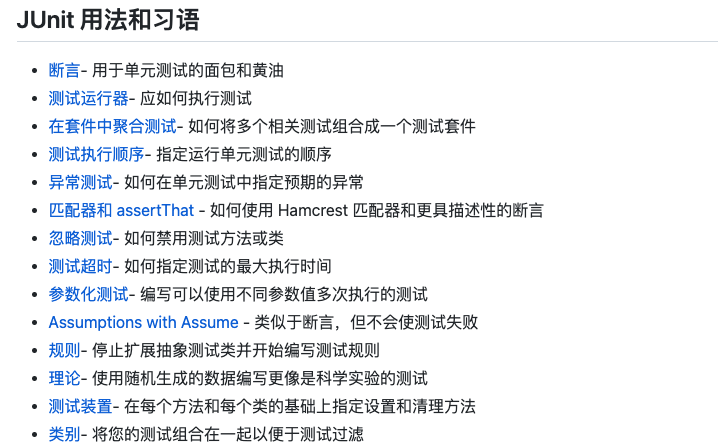 JUnit 用法和习语
断言- 用于单元测试的面包和黄油
测试运行器- 应如何执行测试
在套件中聚合测试- 如何将多个相关测试组合成一个测试套件
测试执行顺序- 指定运行单元测试的顺序
异常测试- 如何在单元测试中指定预期的异常
匹配器和 assertThat - 如何使用 Hamcrest 匹配器和更具描述性的断言
忽略测试- 如何禁用测试方法或类
测试超时- 如何指定测试的最大执行时间
参数化测试- 编写可以使用不同参数值多次执行的测试
Assumptions with Assume - 类似于断言，但不会使测试失败
规则- 停止扩展抽象测试类并开始编写测试规则
理论- 使用随机生成的数据编写更像是科学实验的测试
测试装置- 在每个方法和每个类的基础上指定设置和清理方法
类别- 将您的测试组合在一起以便于测试过滤